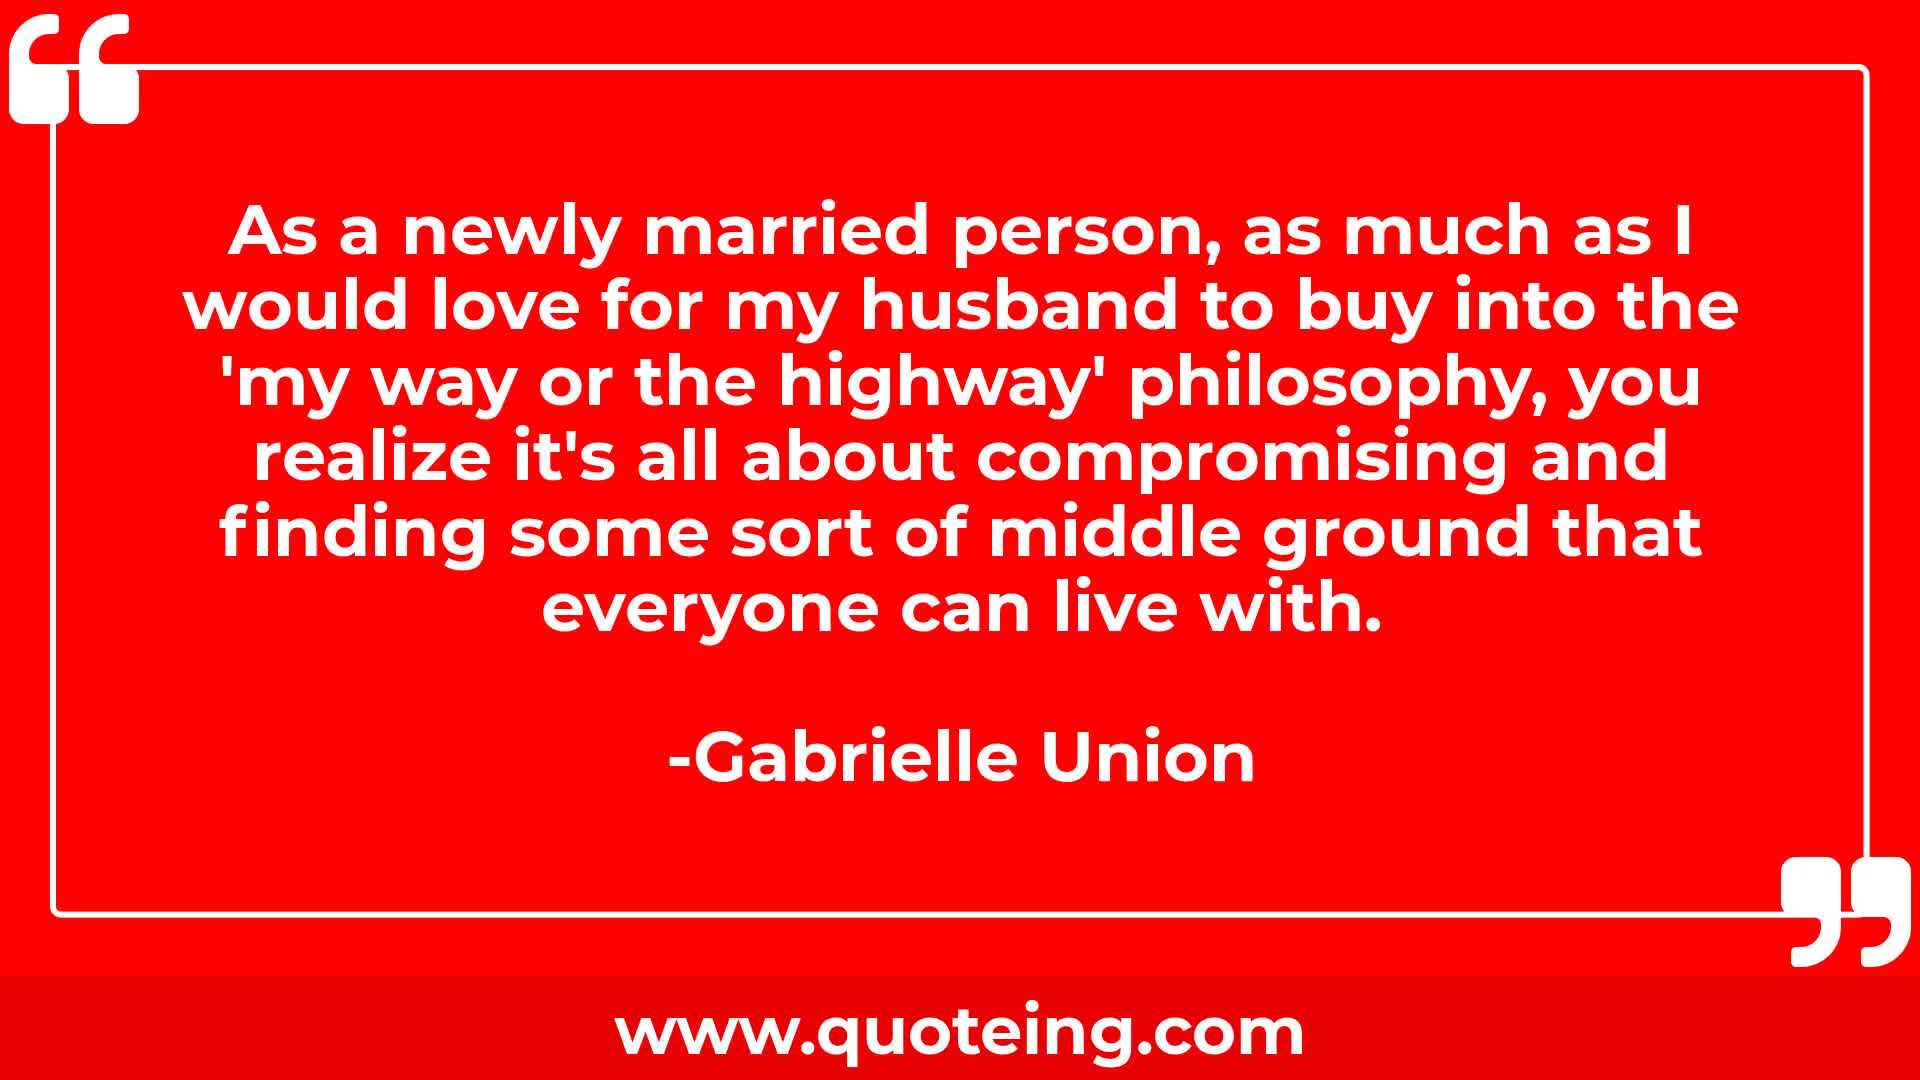 As a newly married person, as much as I
would love for my husband to buy into the
'my way or the highway' philosophy, you
realize it's all about compromising and
finding some sort of middle ground that
everyone can live with.
-Gabrielle Union
www.quoteing.com